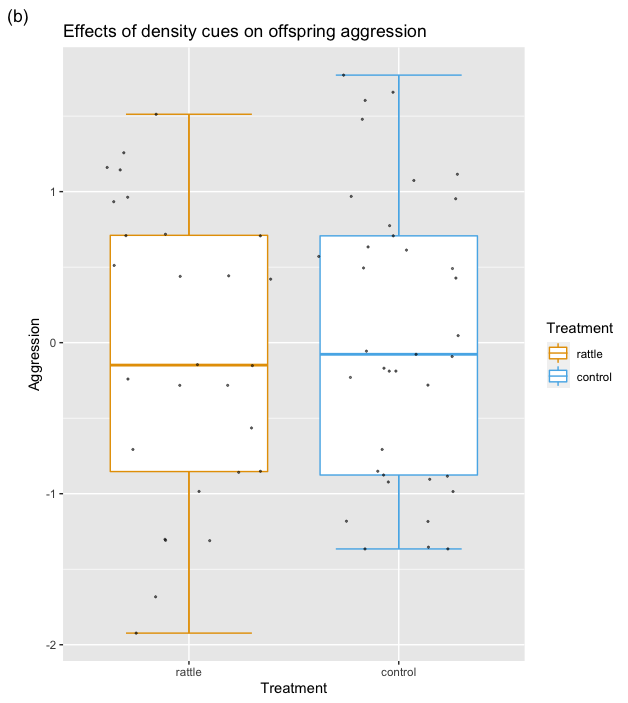 (b)
Effects of density cues on offspring aggression
Aggression
1
0
-1
-2
rattle
control
Treatment
Treatment
rattle
control